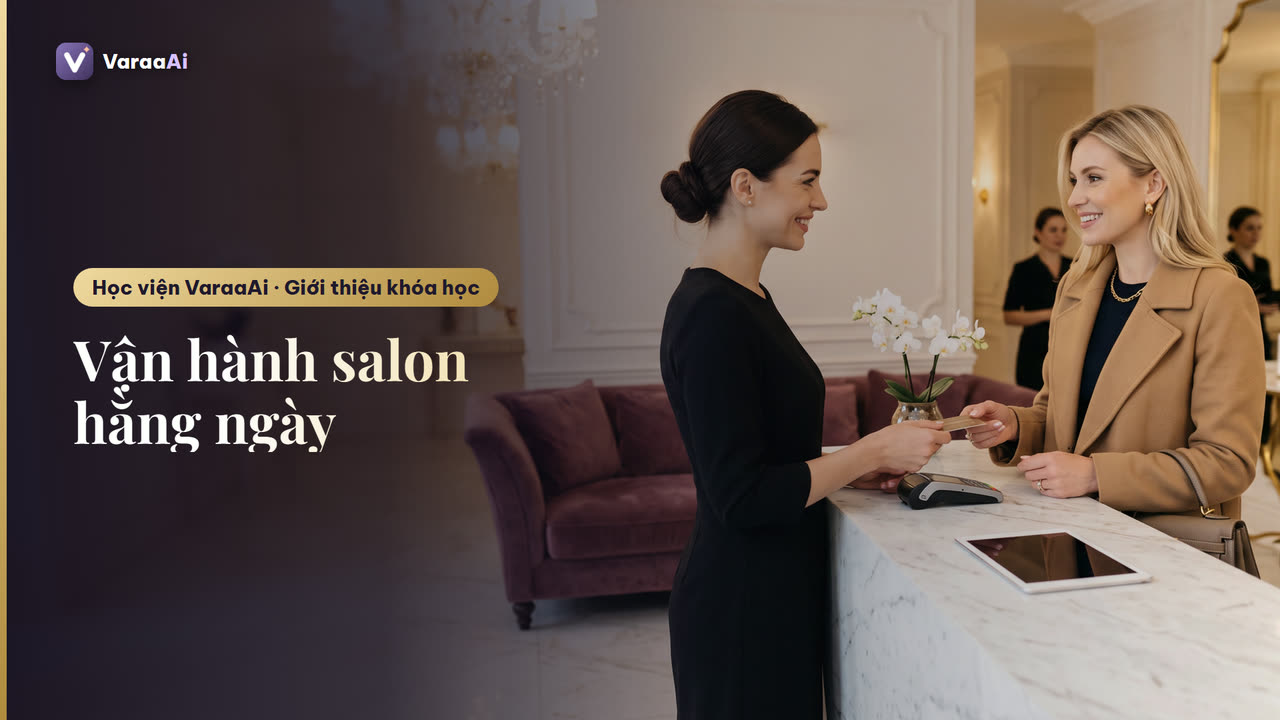 VaraaAi
Học viện VaraaAi · Giới thiệu khóa học
Vận hành salon
hằng ngày